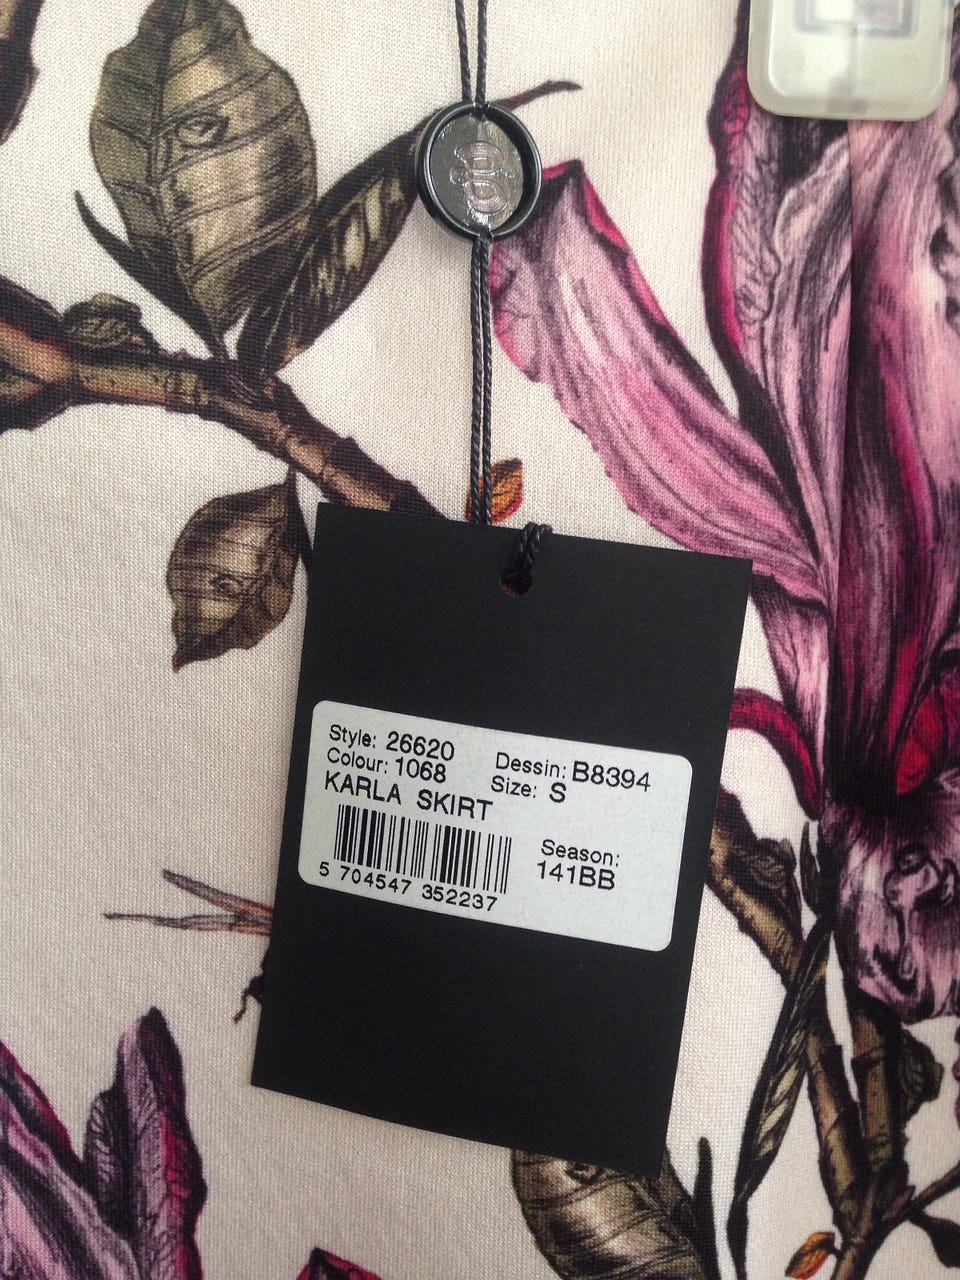 Style: 26620 Dessin: B8394
Colour: 1068 Size: S
KARLA SKIRT
Season:
141BB
5 704547 352237